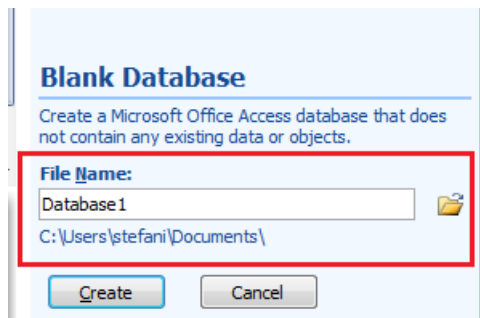 Blank Database
Create a Microsoft Office Access database that does
not contain any existing data or objects.
File Name:
Database1
C:\Users\stefani\Documents\
Create
Cancel